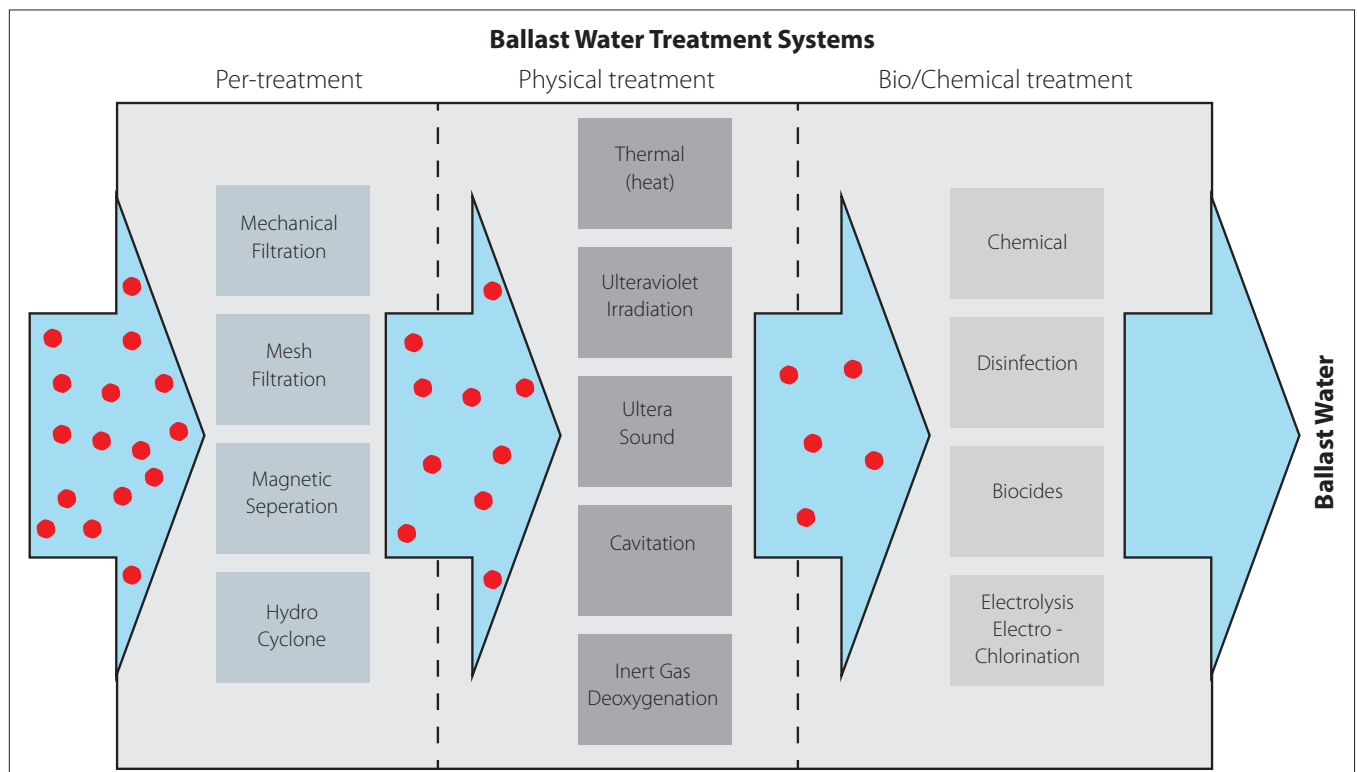 Ballast Water Treatment Systems
Per-treatment
Physical treatment
Bio/Chemical treatment
Mechanical
Filtration
Mesh
Filtration
Magnetic
Seperation
Hydro
Cyclone
Thermal
(heat)
Ulteraviolet
Irradiation
Ultera
Sound
Cavitation
Inert Gas
Deoxygenation
Chemical
Disinfection
Biocides
Electrolysis
Electro -
Chlorination
Ballast Water